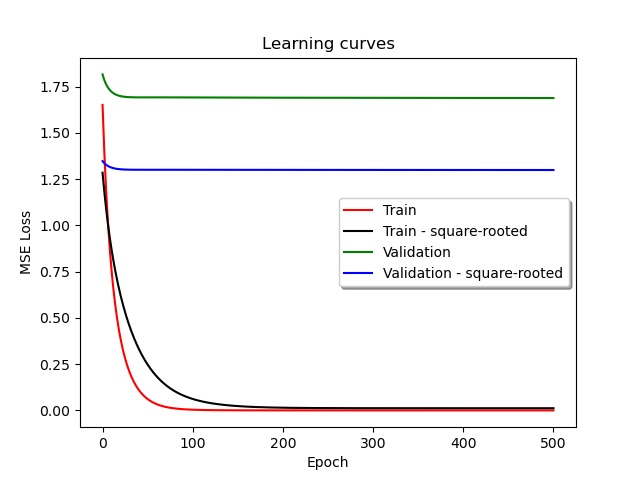 Learning curves
MSE Loss
1.75
1.50
1.25
1.00
0.75
0.50
0.25
0.00
Train
Train - square-rooted
Validation
Validation - square-rooted
0 100 200 300 400 500
Epoch